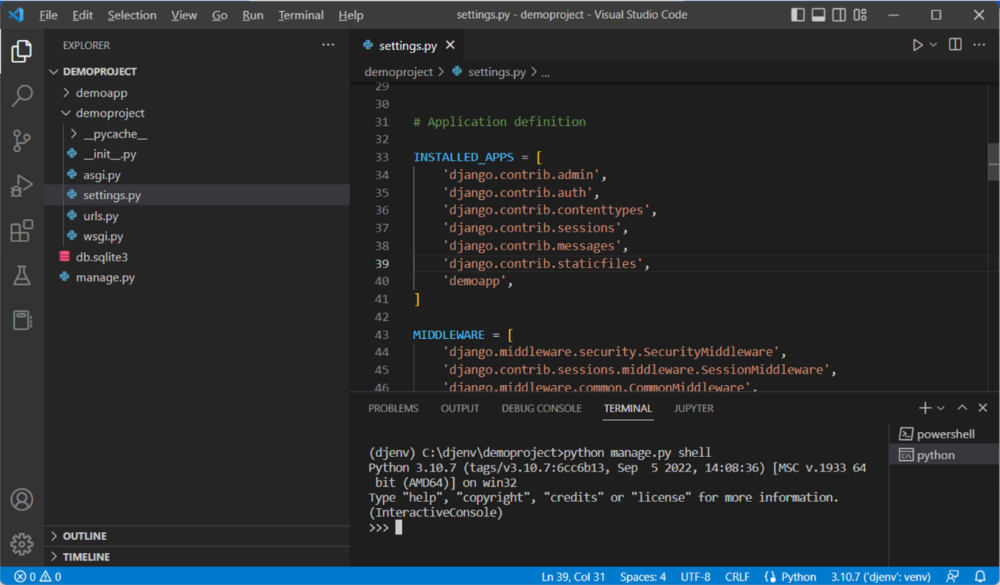 File Edit Selection View Go Run Terminal Help settings.py - demoproject - Visual Studio Code
EXPLORER
DEMOPROJECT
demoapp
demoproject
__pycache__
__init__.py
asgi.py
settings.py
urls.py
wsgi.py
db.sqlite3
manage.py
OUTLINE
TIMELINE
settings.py
demoproject > settings.py > ...
29
30
31 # Application definition
32
33 INSTALLED_APPS = [
34 'django.contrib.admin',
35 'django.contrib.auth',
36 'django.contrib.contenttypes',
37 'django.contrib.sessions',
38 'django.contrib.messages',
39 'django.contrib.staticfiles',
40 'demoapp',
41 ]
42
43 MIDDLEWARE = [
44 'django.middleware.security.SecurityMiddleware',
45 'django.contrib.sessions.middleware.SessionMiddleware',
46 'django.middleware.common.CommonMiddleware',
PROBLEMS OUTPUT DEBUG CONSOLE TERMINAL JUPYTER
(djenv) C:\djenv\demoproject>python manage.py shell
Python 3.10.7 (tags/v3.10.7:6cc6b13, Sep  5 2022, 14:08:36) [MSC v.1933 64
 bit (AMD64)] on win32
Type "help", "copyright", "credits" or "license" for more information.
(InteractiveConsole)
>>>
powershell
python
0 0 Ln 39, Col 31 Spaces: 4 UTF-8 CRLF Python 3.10.7 ('djenv': venv)